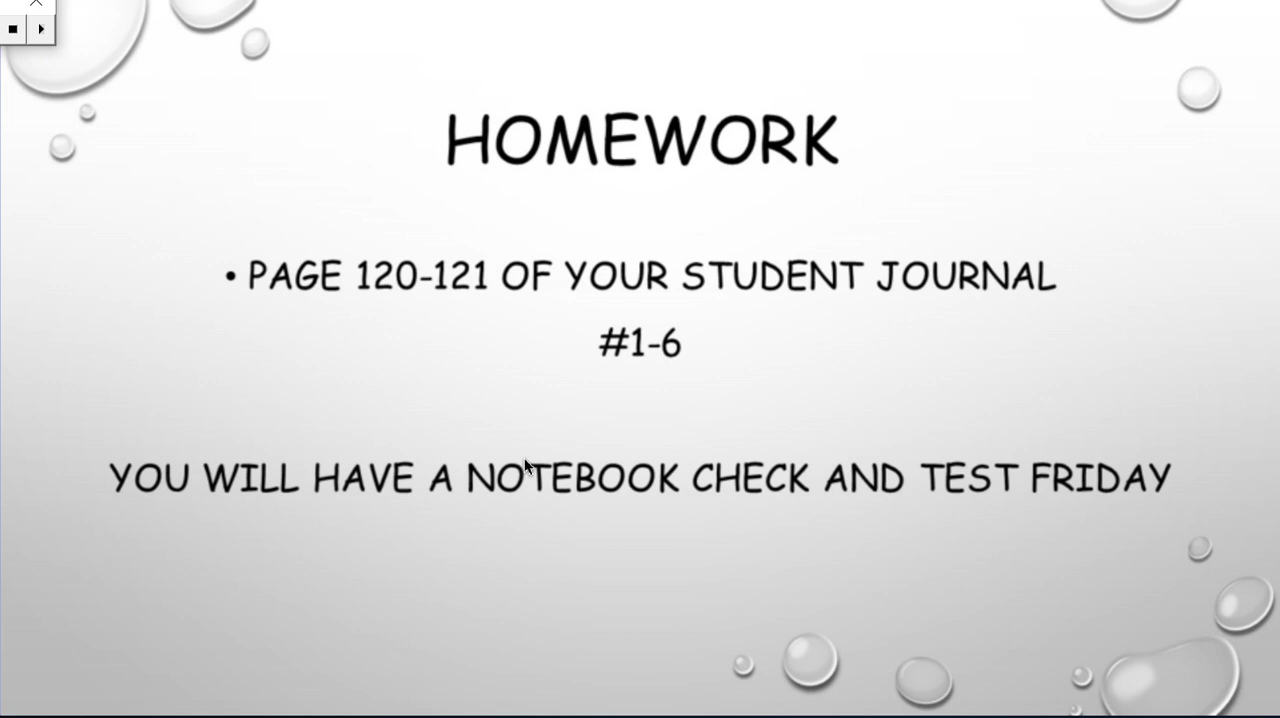 HOMEWORK
• PAGE 120-121 OF YOUR STUDENT JOURNAL
#1-6
YOU WILL HAVE A NOTEBOOK CHECK AND TEST FRIDAY